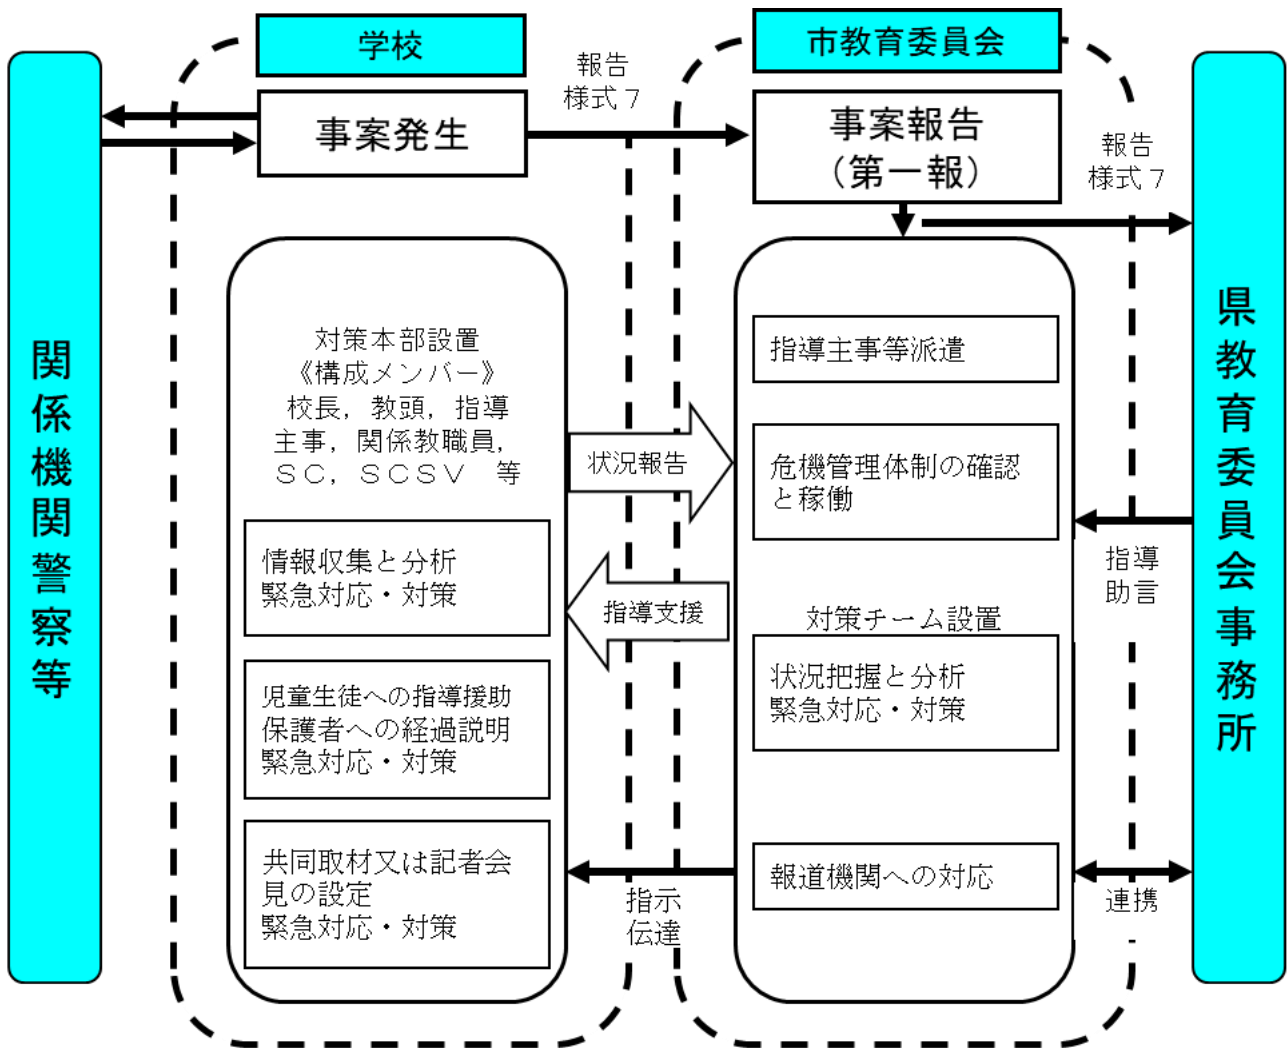 学校
市教育委員会
報告
様式７
事案発生
事案報告
（第一報）
報告
様式７
関係機関警察等
県教育委員会事務所
対策本部設置
《構成メンバー》
校長，教頭，指導
主事，関係教職員，
ＳＣ，ＳＣＳＶ　等
情報収集と分析
緊急対応・対策
児童生徒への指導援助
保護者への経過説明
緊急対応・対策
共同取材又は記者会
見の設定
緊急対応・対策
状況報告
指導支援
指示
伝達
指導主事等派遣
危機管理体制の確認
と稼働
対策チーム設置
状況把握と分析
緊急対応・対策
報道機関への対応
指導
助言
連携